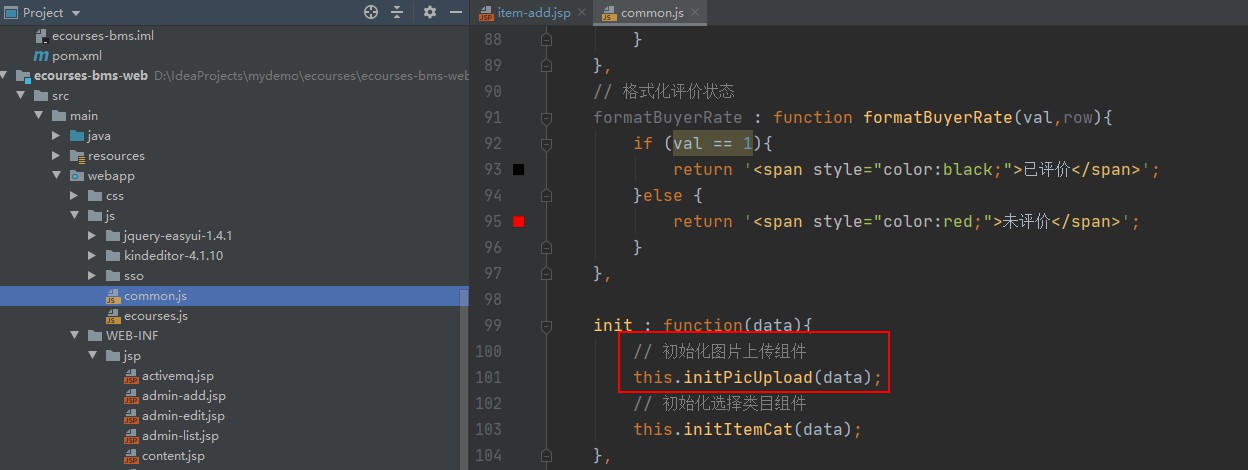 Project
ecourses-bms.iml
pom.xml
ecourses-bms-web D:\IdeaProjects\mydemo\ecourses\ecourses-bms-web
src
main
java
resources
webapp
css
js
jquery-easyui-1.4.1
kindeditor-4.1.10
sso
common.js
ecourses.js
WEB-INF
jsp
activemq.jsp
admin-add.jsp
admin-edit.jsp
admin-list.jsp
content.jsp
item-add.jsp
common.js
88 }
89 },
90 // 格式化评价状态
91 formatBuyerRate : function formatBuyerRate(val,row){
92 if (val == 1){
93 return '<span style="color:black;">已评价</span>';
94 }else {
95 return '<span style="color:red;">未评价</span>';
96 }
97 },
98
99 init : function(data){
100 // 初始化图片上传组件
101 this.initPicUpload(data);
102 // 初始化选择类目组件
103 this.initItemCat(data);
104 },